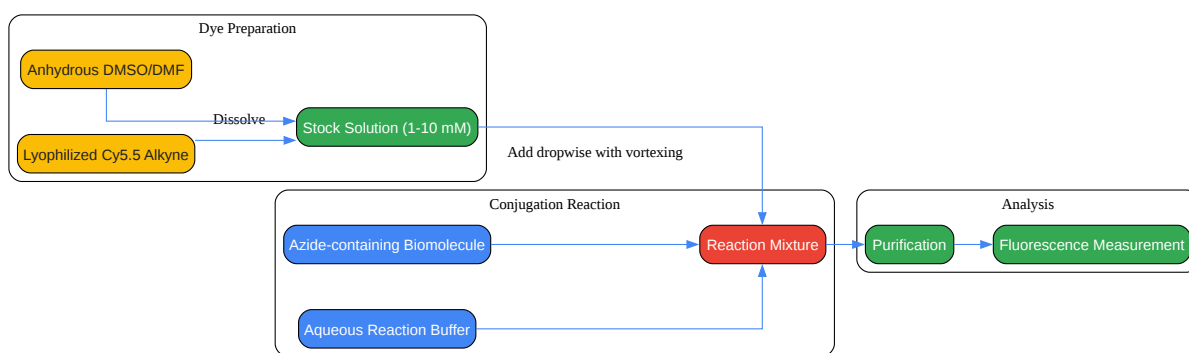 Dye Preparation
Anhydrous DMSO/DMF
Dissolve
Stock Solution (1-10 mM)
Lyophilized Cy5.5 Alkyne
Add dropwise with vortexing
Conjugation Reaction
Azide-containing Biomolecule
Reaction Mixture
Aqueous Reaction Buffer
Analysis
Purification
Fluorescence Measurement